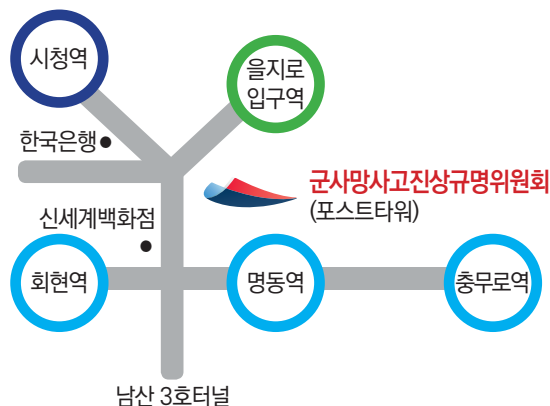 시청역
을지로
입구역
한국은행
군사망사고진상규명위원회
(포스트타워)
신세계백화점
회현역
명동역
충무로역
남산 3호터널